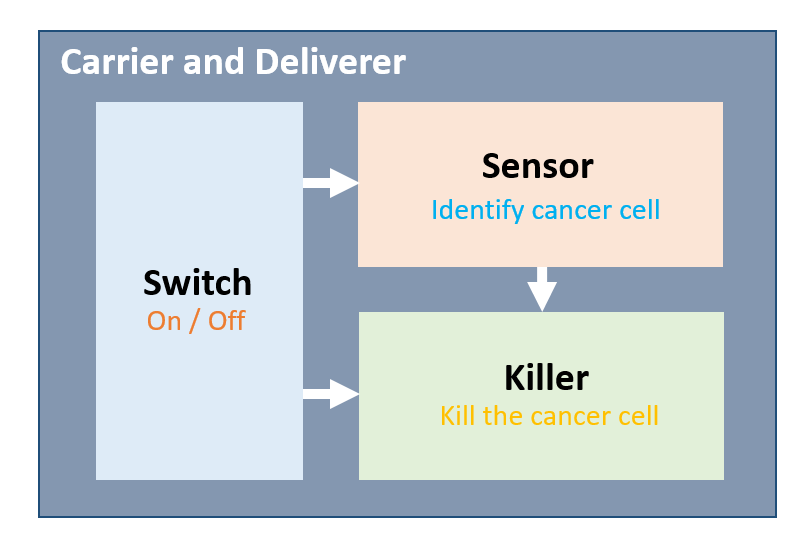 Carrier and Deliverer
Switch
On / Off
Sensor
Identify cancer cell
Killer
Kill the cancer cell